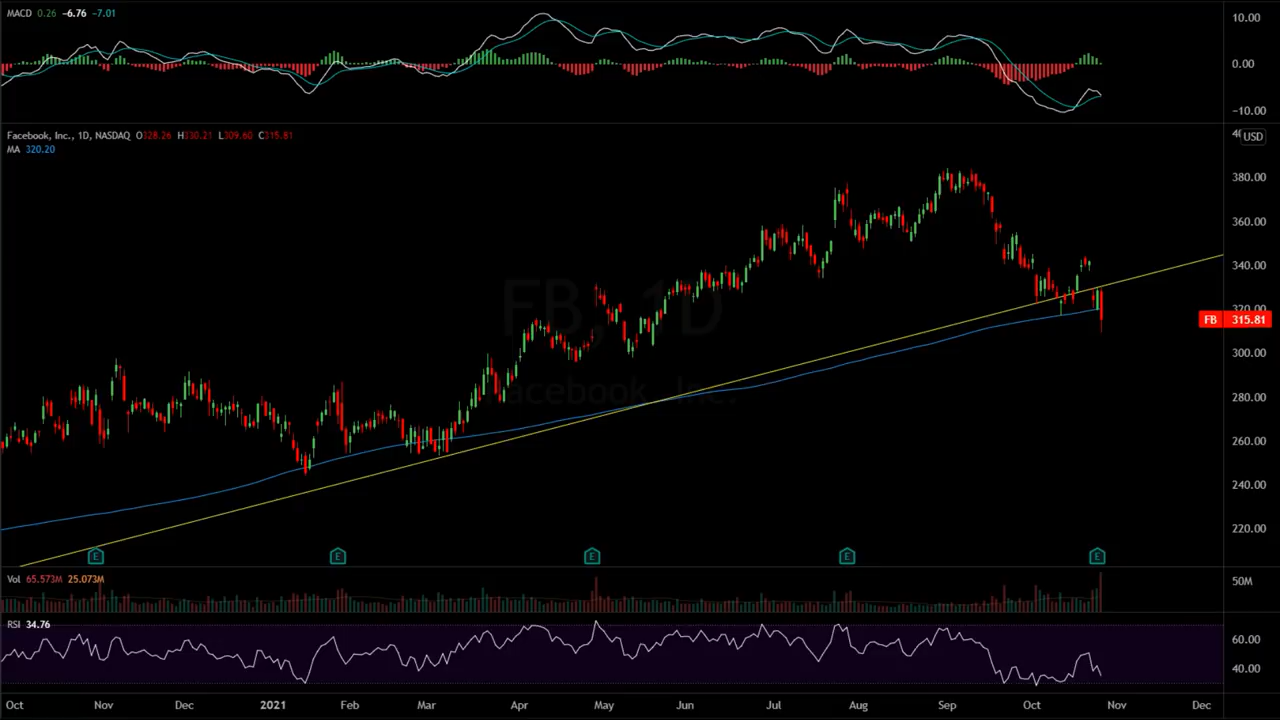 MACD 0.26 −6.76 −7.01
10.00
0.00
−10.00
Facebook, Inc., 1D, NASDAQ O328.26 H330.21 L309.60 C315.81
USD
MA 320.20
380.00
360.00
340.00
320.00
FB, 1D
FB 315.81
300.00
Facebook, Inc.
280.00
260.00
240.00
220.00
E E E E E
Vol 65.573M 25.073M
50M
RSI 34.76
60.00
40.00
Oct Nov Dec 2021 Feb Mar Apr May Jun Jul Aug Sep Oct Nov Dec